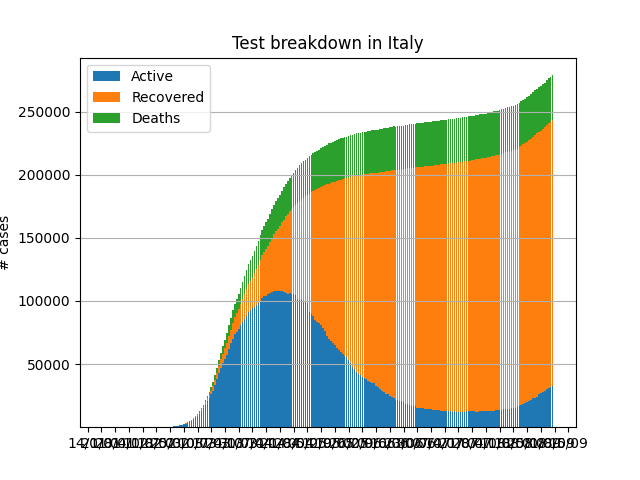 Test breakdown in Italy
Active
Recovered
Deaths
250000
200000
150000
100000
50000
# cases